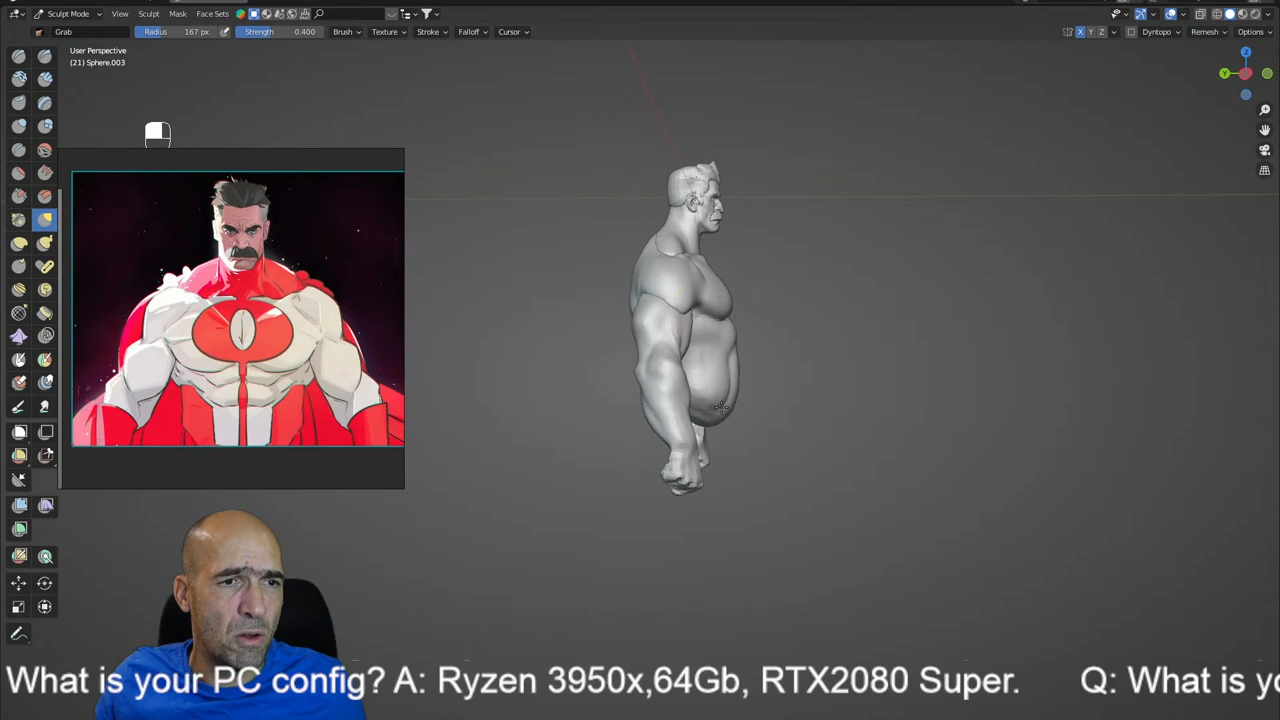 Sculpt Mode View Sculpt Mask Face Sets
Grab Radius 167 px Strength 0.400 Brush Texture Stroke Falloff Cursor X Y Z Dyntopo Remesh Options
User Perspective
(21) Sphere.003
Z
Y
What is your PC config? A: Ryzen 3950x,64Gb, RTX2080 Super. Q: What is yo